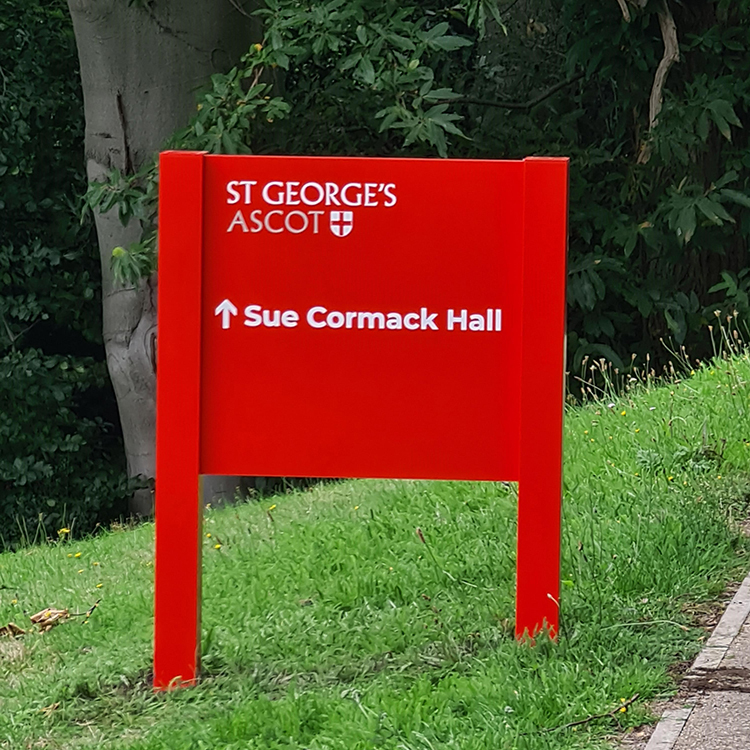 ST GEORGE'S
ASCOT
↑ Sue Cormack Hall